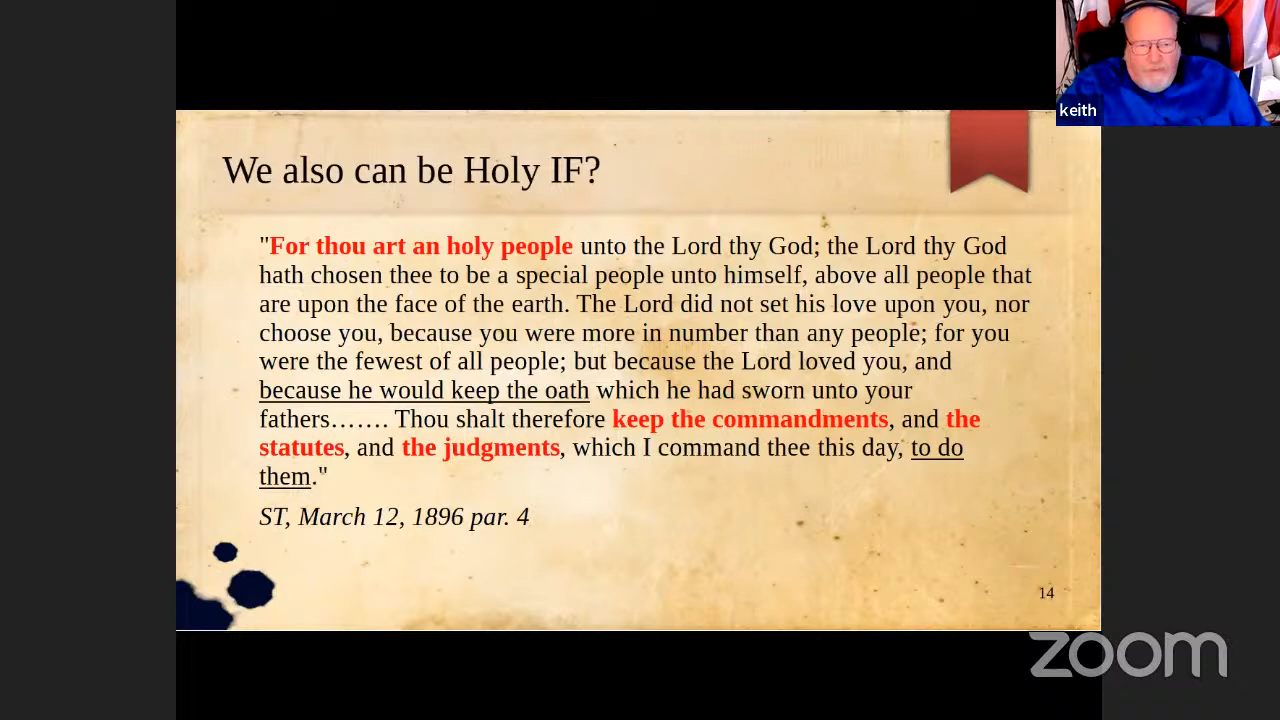 keith
We also can be Holy IF?
"For thou art an holy people unto the Lord thy God; the Lord thy God
hath chosen thee to be a special people unto himself, above all people that
are upon the face of the earth. The Lord did not set his love upon you, nor
choose you, because you were more in number than any people; for you
were the fewest of all people; but because the Lord loved you, and
because he would keep the oath which he had sworn unto your
fathers……. Thou shalt therefore keep the commandments, and the
statutes, and the judgments, which I command thee this day, to do
them."
ST, March 12, 1896 par. 4
14
zoom